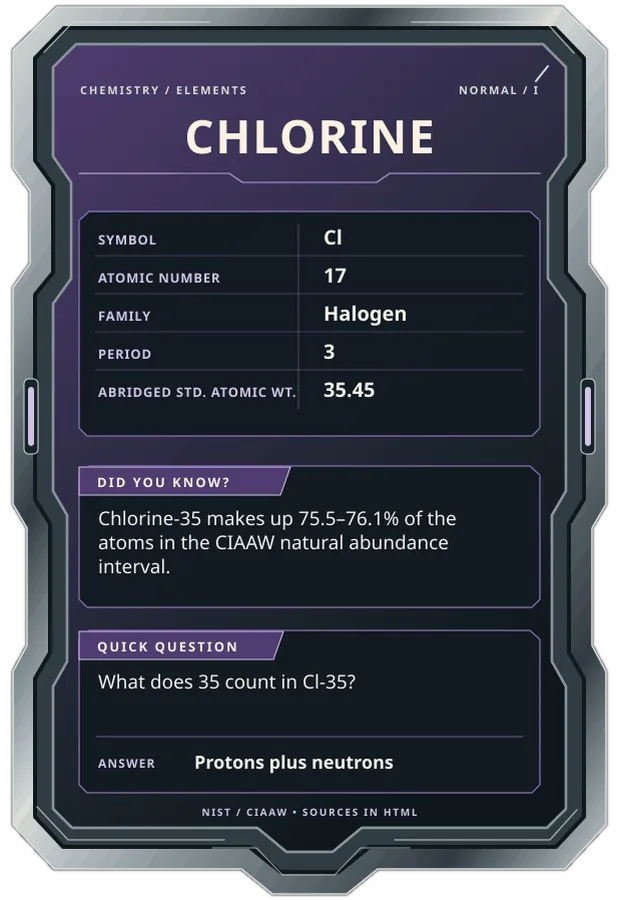 CHEMISTRY / ELEMENTS
NORMAL / I
CHLORINE
SYMBOL Cl
ATOMIC NUMBER 17
FAMILY Halogen
PERIOD 3
ABRIDGED STD. ATOMIC WT. 35.45
DID YOU KNOW?
Chlorine-35 makes up 75.5–76.1% of the
atoms in the CIAAW natural abundance
interval.
QUICK QUESTION
What does 35 count in Cl-35?
ANSWER Protons plus neutrons
NIST / CIAAW • SOURCES IN HTML